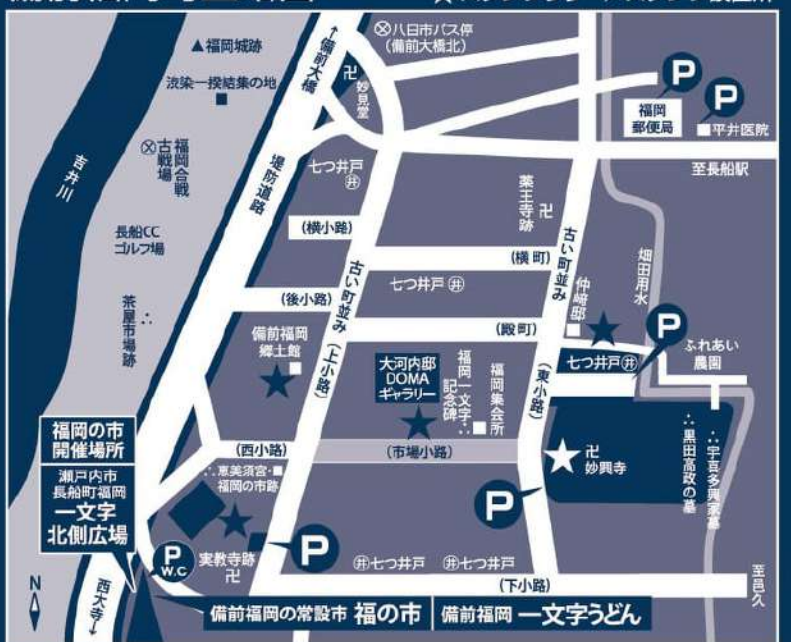 八日市バス停
(備前大橋北)
▲福岡城跡
渋染一揆結集の地
↑備前大橋
卍妙見堂
P
P
福岡
郵便局
平井医院
至長船駅
吉井川
福岡合戦
古戦場
堤防道路
七つ井戸
井
薬王寺跡
卍
長船CC
ゴルフ場
(横小路)
(横町)
古い町並み
畑田用水
七つ井戸 井
(後小路)
古い町並み(上小路)
(殿町)
仲﨑邸
P
茶屋市場跡
備前福岡
郷土館
七つ井戸 井
ふれあい
農園
大河内邸
DOMA
ギャラリー
福岡一文字
記念碑
福岡集会所
(東小路)
福岡の市
開催場所
瀬戸内市
長船町福岡
一文字
北側広場
(西小路)
(市場小路)
恵美須宮・
福岡の市跡
卍
妙興寺
黒田高政の墓
宇喜多興家墓
P
P
W.C
実教寺跡
卍
P
井七つ井戸
井七つ井戸
(下小路)
至邑久
N
西大寺↓
備前福岡の常設市 福の市
備前福岡 一文字うどん